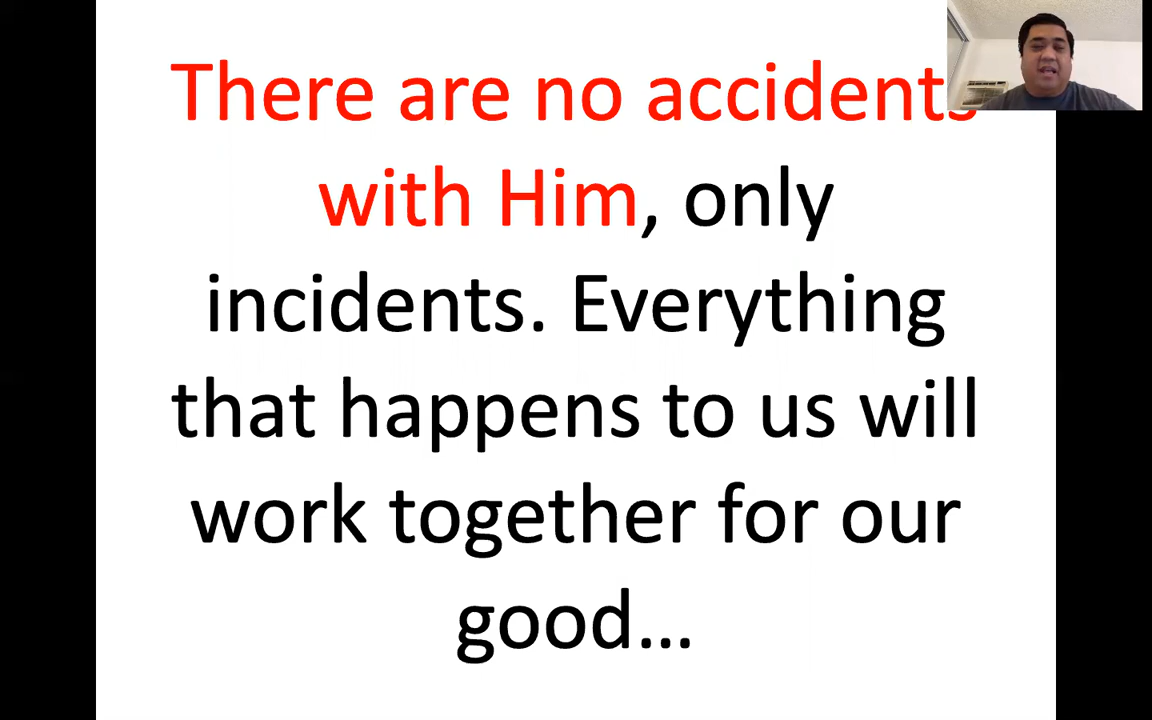 There are no accidents
with Him, only
incidents. Everything
that happens to us will
work together for our
good...